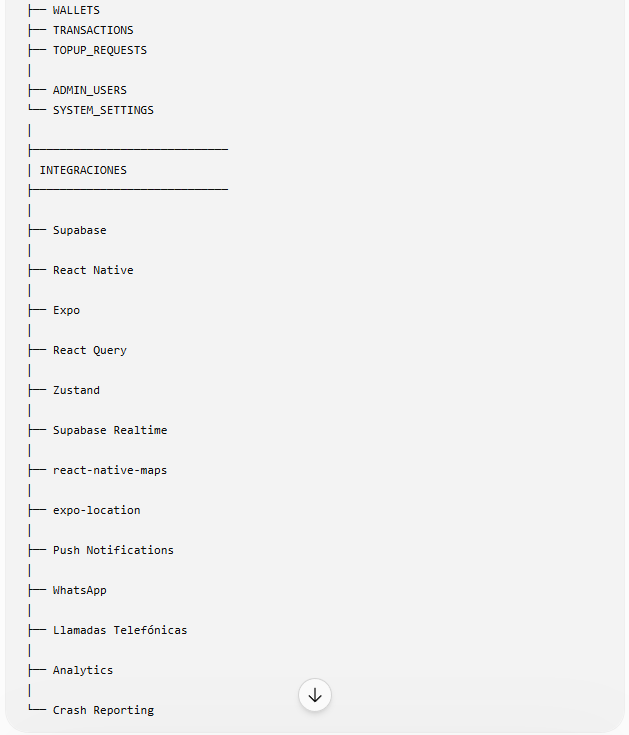 ├── WALLETS
├── TRANSACTIONS
├── TOPUP_REQUESTS
│
├── ADMIN_USERS
└── SYSTEM_SETTINGS
│
├─────────────────────────────
│ INTEGRACIONES
├─────────────────────────────
│
├── Supabase
│
├── React Native
│
├── Expo
│
├── React Query
│
├── Zustand
│
├── Supabase Realtime
│
├── react-native-maps
│
├── expo-location
│
├── Push Notifications
│
├── WhatsApp
│
├── Llamadas Telefónicas
│
├── Analytics
│
└── Crash Reporting